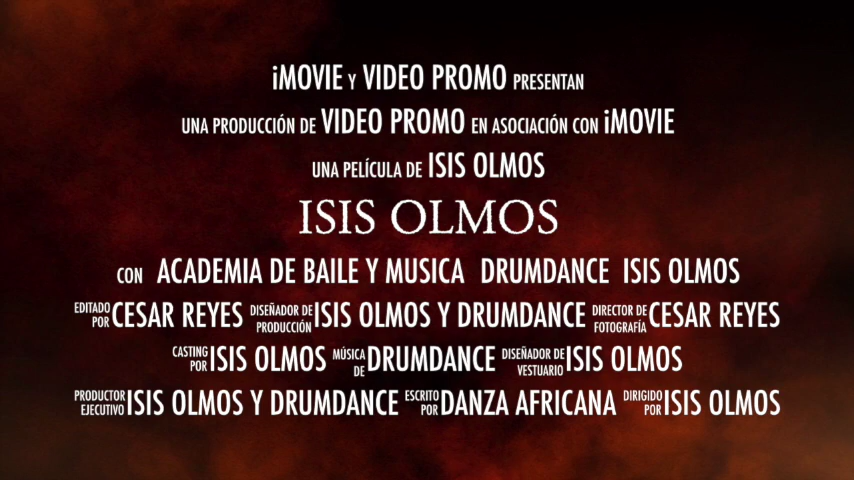 iMOVIE Y VIDEO PROMO PRESENTAN
UNA PRODUCCIÓN DE VIDEO PROMO EN ASOCIACIÓN CON iMOVIE
UNA PELÍCULA DE ISIS OLMOS
ISIS OLMOS
CON ACADEMIA DE BAILE Y MUSICA DRUMDANCE ISIS OLMOS
EDITADO POR CESAR REYES DISEÑADOR DE PRODUCCIÓN ISIS OLMOS Y DRUMDANCE DIRECTOR DE FOTOGRAFÍA CESAR REYES
CASTING POR ISIS OLMOS MÚSICA DE DRUMDANCE DISEÑADOR DE VESTUARIO ISIS OLMOS
PRODUCTOR EJECUTIVO ISIS OLMOS Y DRUMDANCE ESCRITO POR DANZA AFRICANA DIRIGIDO POR ISIS OLMOS